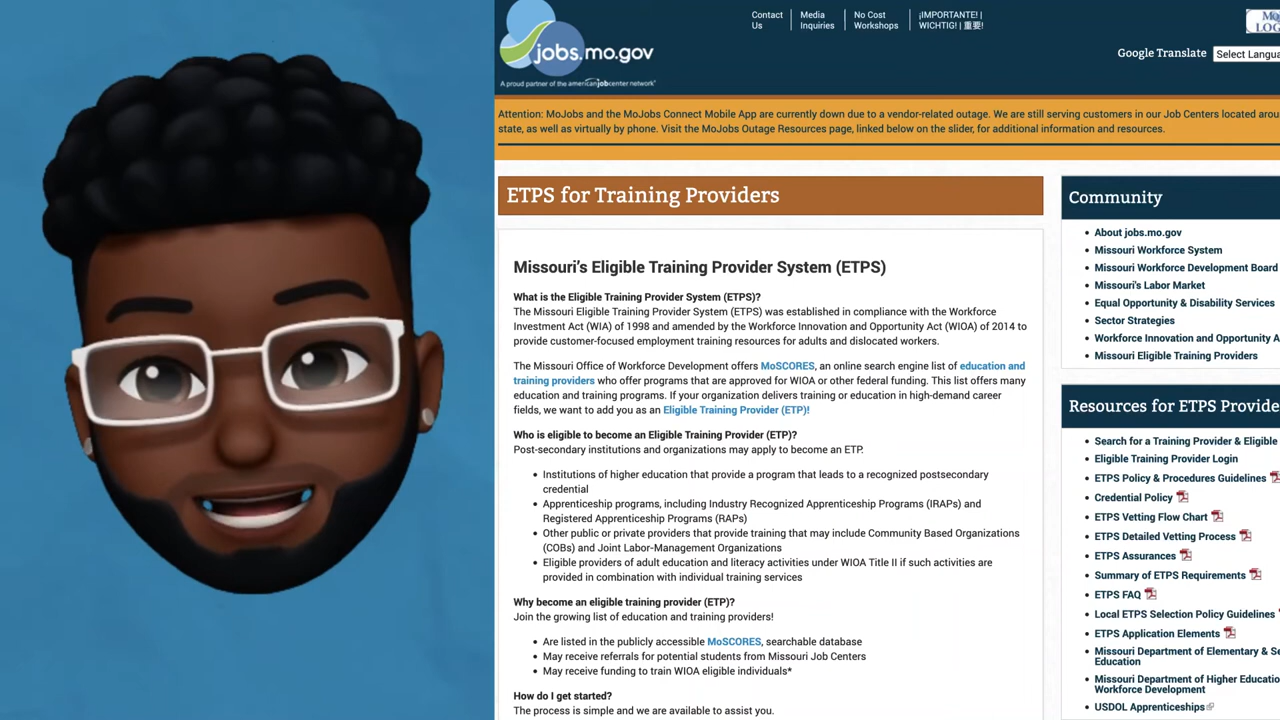 Contact
Us
Media
Inquiries
No Cost
Workshops
¡IMPORTANTE! |
WICHTIG! | 重要!
MO
LOG
jobs.mo.gov
A proud partner of the americanjobcenter network
Google Translate
Select Langua
Attention: MoJobs and the MoJobs Connect Mobile App are currently down due to a vendor-related outage. We are still serving customers in our Job Centers located arou
state, as well as virtually by phone. Visit the MoJobs Outage Resources page, linked below on the slider, for additional information and resources.
ETPS for Training Providers
Missouri's Eligible Training Provider System (ETPS)
What is the Eligible Training Provider System (ETPS)?
The Missouri Eligible Training Provider System (ETPS) was established in compliance with the Workforce
Investment Act (WIA) of 1998 and amended by the Workforce Innovation and Opportunity Act (WIOA) of 2014 to
provide customer-focused employment training resources for adults and dislocated workers.
The Missouri Office of Workforce Development offers MoSCORES, an online search engine list of education and
training providers who offer programs that are approved for WIOA or other federal funding. This list offers many
education and training programs. If your organization delivers training or education in high-demand career
fields, we want to add you as an Eligible Training Provider (ETP)!
Who is eligible to become an Eligible Training Provider (ETP)?
Post-secondary institutions and organizations may apply to become an ETP.
• Institutions of higher education that provide a program that leads to a recognized postsecondary
credential
• Apprenticeship programs, including Industry Recognized Apprenticeship Programs (IRAPs) and
Registered Apprenticeship Programs (RAPs)
• Other public or private providers that provide training that may include Community Based Organizations
(COBs) and Joint Labor-Management Organizations
• Eligible providers of adult education and literacy activities under WIOA Title II if such activities are
provided in combination with individual training services
Why become an eligible training provider (ETP)?
Join the growing list of education and training providers!
• Are listed in the publicly accessible MoSCORES, searchable database
• May receive referrals for potential students from Missouri Job Centers
• May receive funding to train WIOA eligible individuals*
How do I get started?
The process is simple and we are available to assist you.
Community
• About jobs.mo.gov
• Missouri Workforce System
• Missouri Workforce Development Board
• Missouri's Labor Market
• Equal Opportunity & Disability Services
• Sector Strategies
• Workforce Innovation and Opportunity A
• Missouri Eligible Training Providers
Resources for ETPS Provide
• Search for a Training Provider & Eligible
• Eligible Training Provider Login
• ETPS Policy & Procedures Guidelines
• Credential Policy
• ETPS Vetting Flow Chart
• ETPS Detailed Vetting Process
• ETPS Assurances
• Summary of ETPS Requirements
• ETPS FAQ
• Local ETPS Selection Policy Guidelines
• ETPS Application Elements
• Missouri Department of Elementary & Se
Education
• Missouri Department of Higher Educatio
Workforce Development
• USDOL Apprenticeships